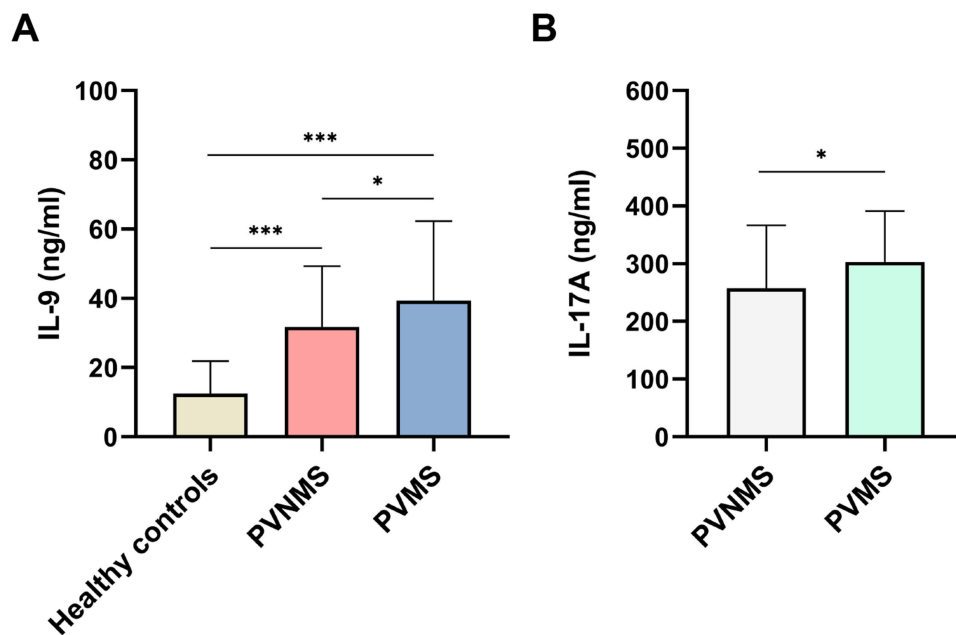 A
IL-9 (ng/ml)
100
80
60
40
20
0
***
*
***
Healthy controls
PVNMS
PVMS
B
IL-17A (ng/ml)
600
500
400
300
200
100
0
*
PVNMS
PVMS